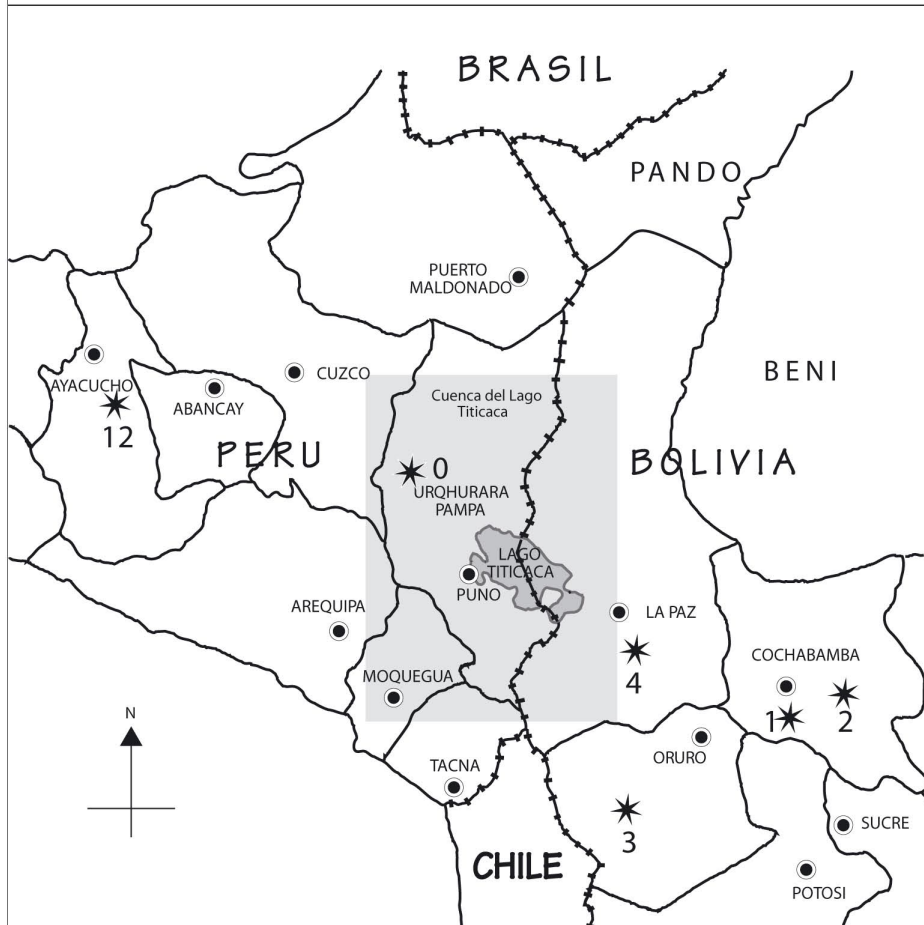 BRASIL
PANDO
PUERTO
MALDONADO
AYACUCHO
CUZCO
BENI
ABANCAY
Cuenca del Lago
Titicaca
12
PERU
BOLIVIA
0
URQHURARA
PAMPA
LAGO
TITICACA
PUNO
AREQUIPA
LA PAZ
MOQUEGUA
4
COCHABAMBA
1
2
N
TACNA
ORURO
3
SUCRE
CHILE
POTOSI